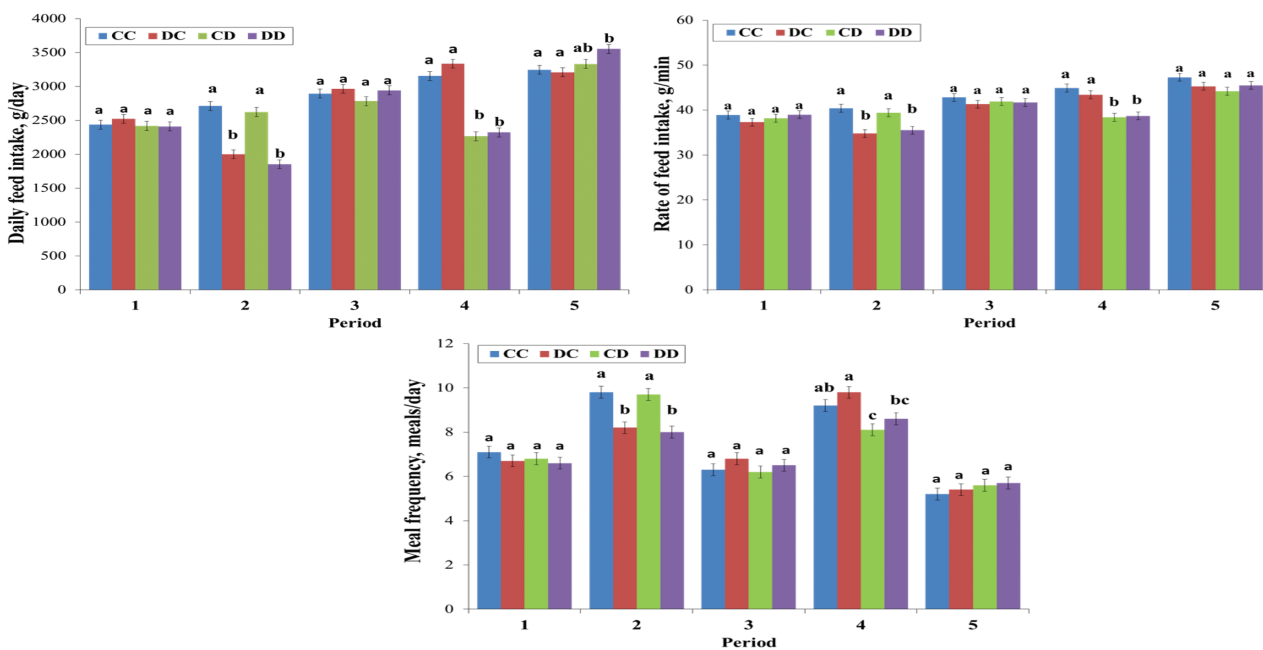 Daily feed intake, g/day
4000
3500
3000
2500
2000
1500
1000
500
0
CC DC CD DD
a a a a
a b a b
a a a a
a a b b
a a ab b
1 2 3 4 5
Period
Rate of feed intake, g/min
60
50
40
30
20
10
0
CC DC CD DD
a a a a
a b a b
a a a a
a a b b
a a a a
1 2 3 4 5
Period
Meal frequency, meals/day
12
10
8
6
4
2
0
CC DC CD DD
a a a a
a b a b
a a a a
ab a c bc
a a a a
1 2 3 4 5
Period